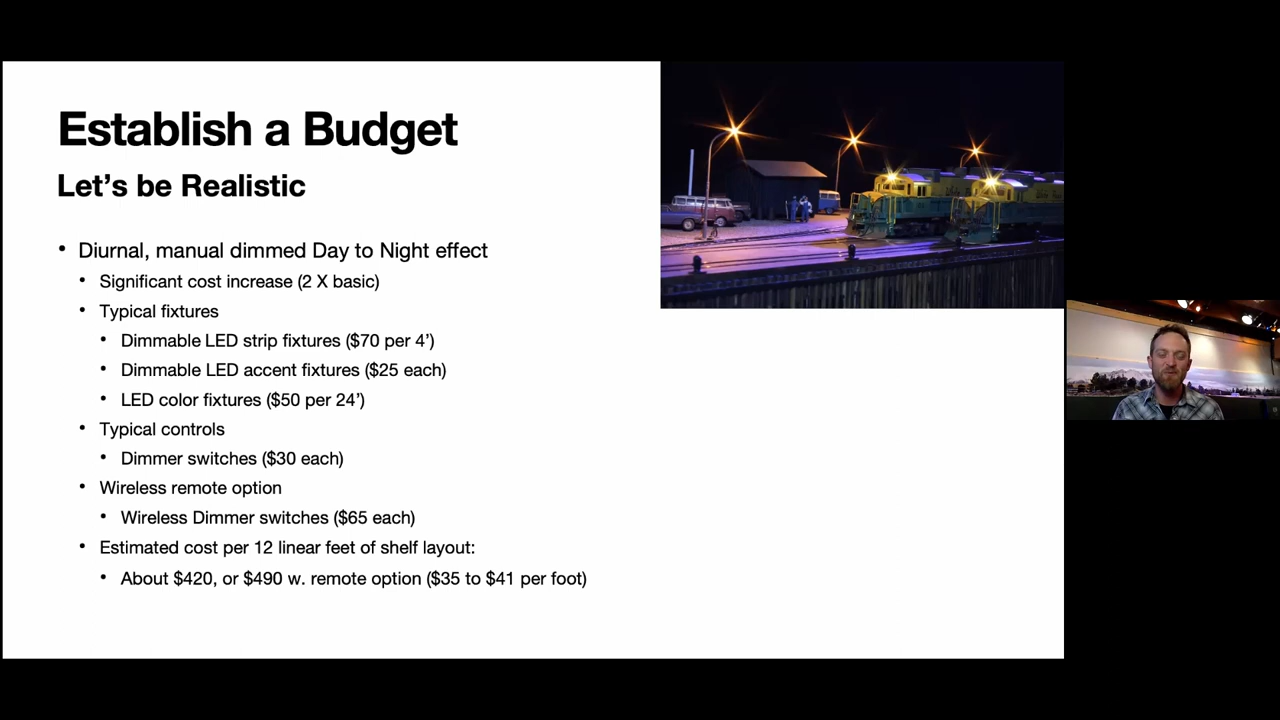 Establish a Budget
Let’s be Realistic
• Diurnal, manual dimmed Day to Night effect
• Significant cost increase (2 X basic)
• Typical fixtures
• Dimmable LED strip fixtures ($70 per 4’)
• Dimmable LED accent fixtures ($25 each)
• LED color fixtures ($50 per 24’)
• Typical controls
• Dimmer switches ($30 each)
• Wireless remote option
• Wireless Dimmer switches ($65 each)
• Estimated cost per 12 linear feet of shelf layout:
• About $420, or $490 w. remote option ($35 to $41 per foot)